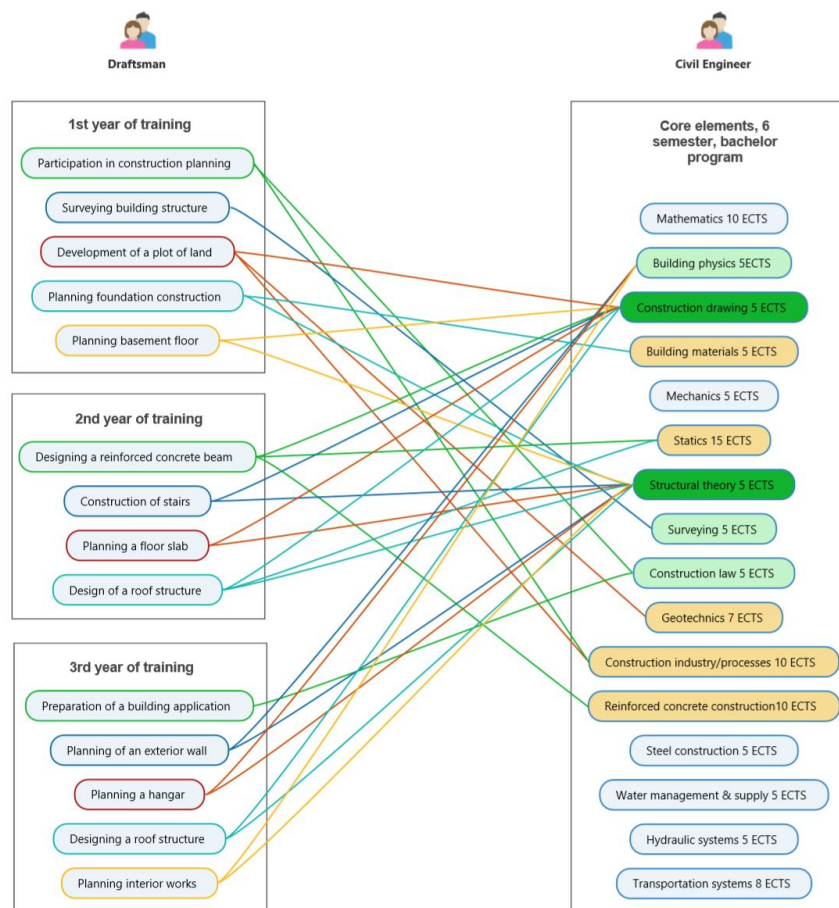 Draftsman
Civil Engineer
1st year of training
Participation in construction planning
Surveying building structure
Development of a plot of land
Planning foundation construction
Planning basement floor
2nd year of training
Designing a reinforced concrete beam
Construction of stairs
Planning a floor slab
Design of a roof structure
3rd year of training
Preparation of a building application
Planning of an exterior wall
Planning a hangar
Designing a roof structure
Planning interior works
Core elements, 6
semester, bachelor
program
Mathematics 10 ECTS
Building physics 5ECTS
Construction drawing 5 ECTS
Building materials 5 ECTS
Mechanics 5 ECTS
Statics 15 ECTS
Structural theory 5 ECTS
Surveying 5 ECTS
Construction law 5 ECTS
Geotechnics 7 ECTS
Construction industry/processes 10 ECTS
Reinforced concrete construction10 ECTS
Steel construction 5 ECTS
Water management & supply 5 ECTS
Hydraulic systems 5 ECTS
Transportation systems 8 ECTS